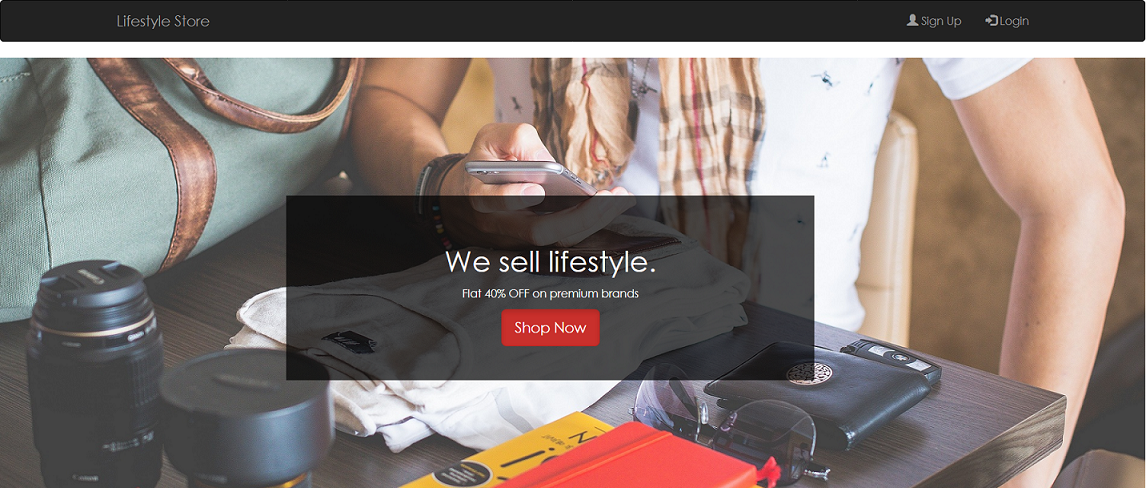 Lifestyle Store
Sign Up
Login
We sell lifestyle.
Flat 40% OFF on premium brands
Shop Now